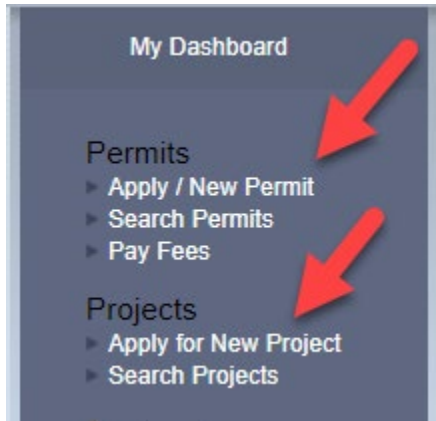 My Dashboard
Permits
Apply / New Permit
Search Permits
Pay Fees
Projects
Apply for New Project
Search Projects